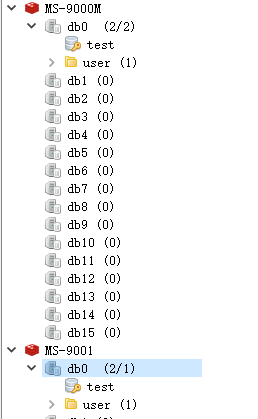 MS-9000M
db0 (2/2)
test
user (1)
db1 (0)
db2 (0)
db3 (0)
db4 (0)
db5 (0)
db6 (0)
db7 (0)
db8 (0)
db9 (0)
db10 (0)
db11 (0)
db12 (0)
db13 (0)
db14 (0)
db15 (0)
MS-9001
db0 (2/1)
test
user (1)